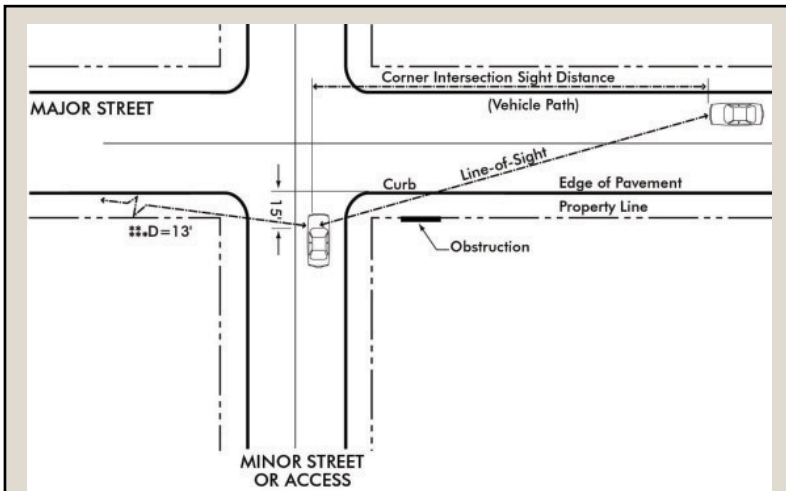 Corner Intersection Sight Distance
MAJOR STREET
(Vehicle Path)
Line-of-Sight
Curb
Edge of Pavement
15'
Property Line
D=13'
Obstruction
MINOR STREET
OR ACCESS